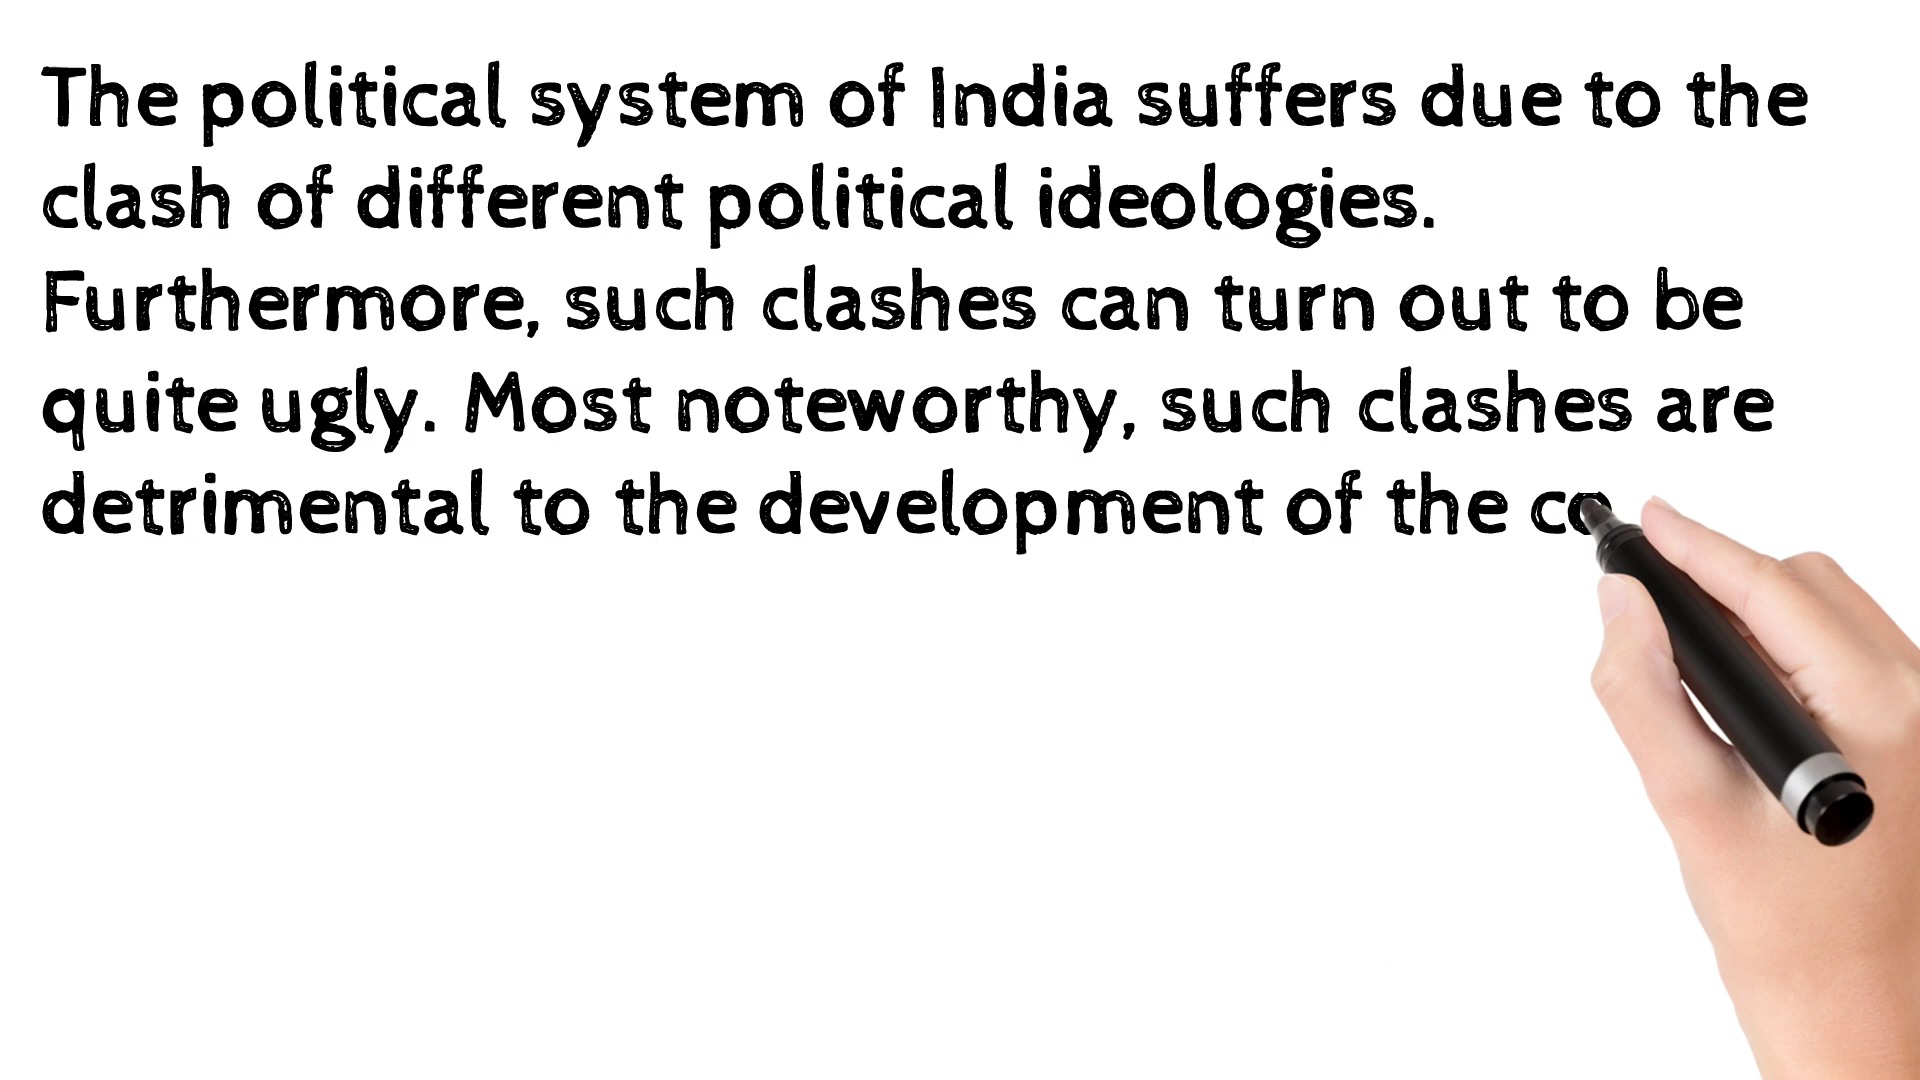 The political system of India suffers due to the
clash of different political ideologies.
Furthermore, such clashes can turn out to be
quite ugly. Most noteworthy, such clashes are
detrimental to the development of the co